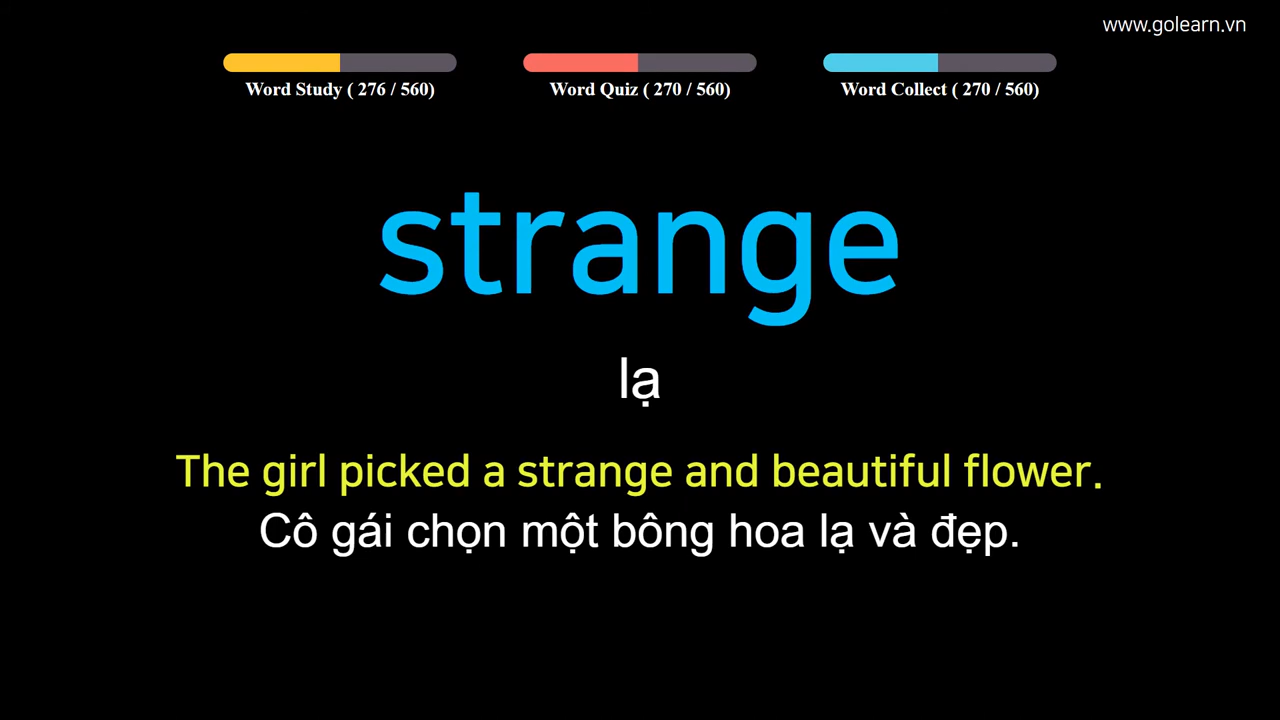 www.golearn.vn
Word Study ( 276 / 560)
Word Quiz ( 270 / 560)
Word Collect ( 270 / 560)
strange
lạ
The girl picked a strange and beautiful flower.
Cô gái chọn một bông hoa lạ và đẹp.